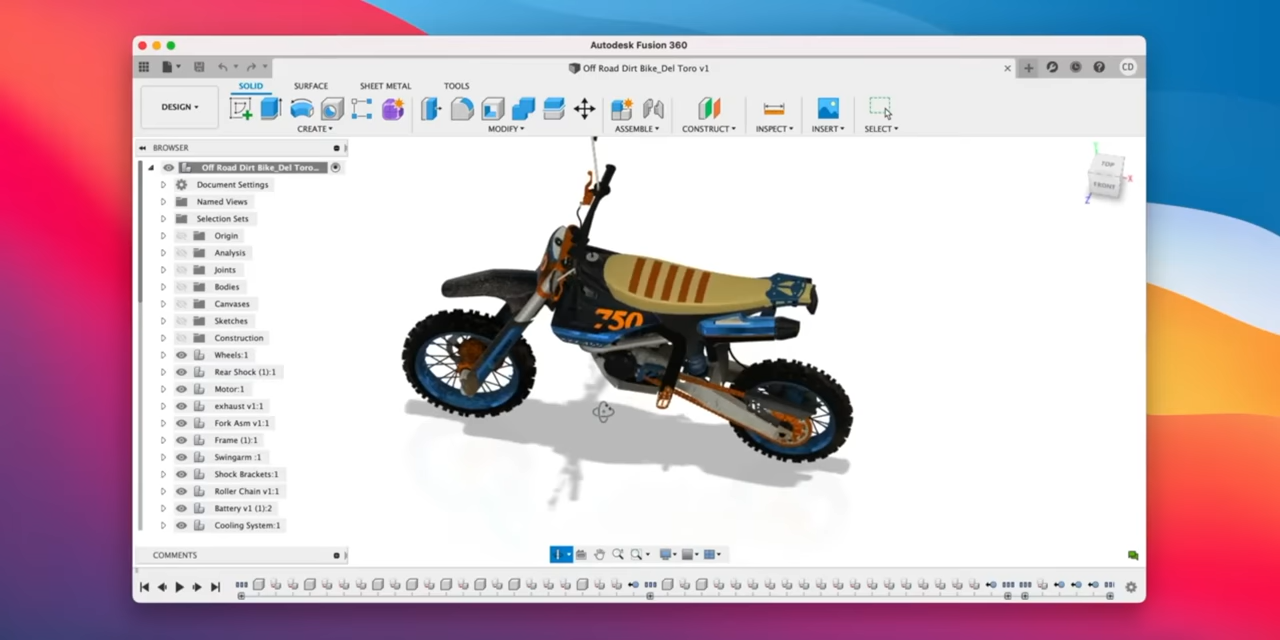 Autodesk Fusion 360
Off Road Dirt Bike_Del Toro v1
CD
SOLID SURFACE SHEET METAL TOOLS
DESIGN
CREATE MODIFY ASSEMBLE CONSTRUCT INSPECT INSERT SELECT
BROWSER
Off Road Dirt Bike_Del Toro...
Document Settings
Named Views
Selection Sets
Origin
Analysis
Joints
Bodies
Canvases
Sketches
Construction
Wheels:1
Rear Shock (1):1
Motor:1
exhaust v1:1
Fork Asm v1:1
Frame (1):1
Swingarm :1
Shock Brackets:1
Roller Chain v1:1
Battery v1 (1):2
Cooling System:1
COMMENTS
750
TOP
FRONT
X
Z